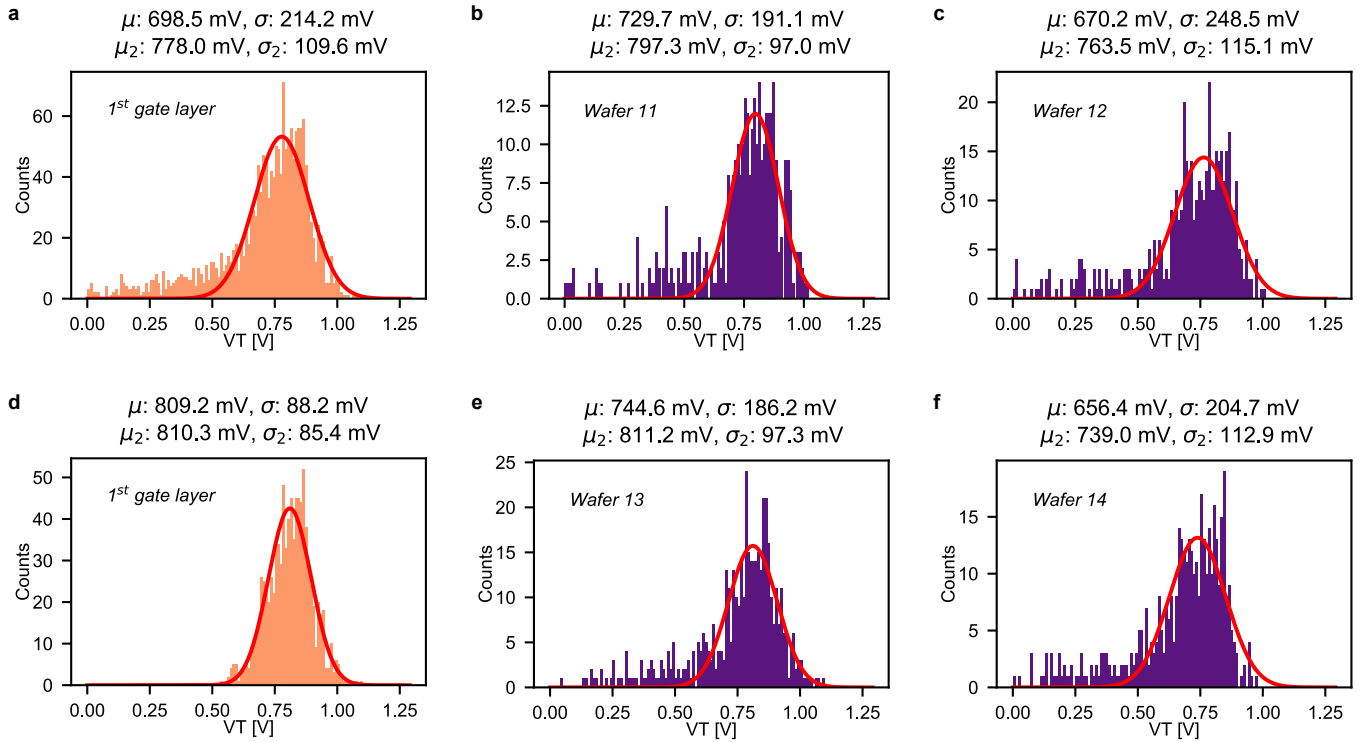 a
μ: 698.5 mV, σ: 214.2 mV
μ₂: 778.0 mV, σ₂: 109.6 mV
1ˢᵗ gate layer
Counts
60
40
20
0
0.00 0.25 0.50 0.75 1.00 1.25
VT [V]
b
μ: 729.7 mV, σ: 191.1 mV
μ₂: 797.3 mV, σ₂: 97.0 mV
Wafer 11
Counts
12.5
10.0
7.5
5.0
2.5
0.0
0.00 0.25 0.50 0.75 1.00 1.25
VT [V]
c
μ: 670.2 mV, σ: 248.5 mV
μ₂: 763.5 mV, σ₂: 115.1 mV
Wafer 12
Counts
20
15
10
5
0
0.00 0.25 0.50 0.75 1.00 1.25
VT [V]
d
μ: 809.2 mV, σ: 88.2 mV
μ₂: 810.3 mV, σ₂: 85.4 mV
1ˢᵗ gate layer
Counts
50
40
30
20
10
0
0.00 0.25 0.50 0.75 1.00 1.25
VT [V]
e
μ: 744.6 mV, σ: 186.2 mV
μ₂: 811.2 mV, σ₂: 97.3 mV
Wafer 13
Counts
25
20
15
10
5
0
0.00 0.25 0.50 0.75 1.00 1.25
VT [V]
f
μ: 656.4 mV, σ: 204.7 mV
μ₂: 739.0 mV, σ₂: 112.9 mV
Wafer 14
Counts
15
10
5
0
0.00 0.25 0.50 0.75 1.00 1.25
VT [V]